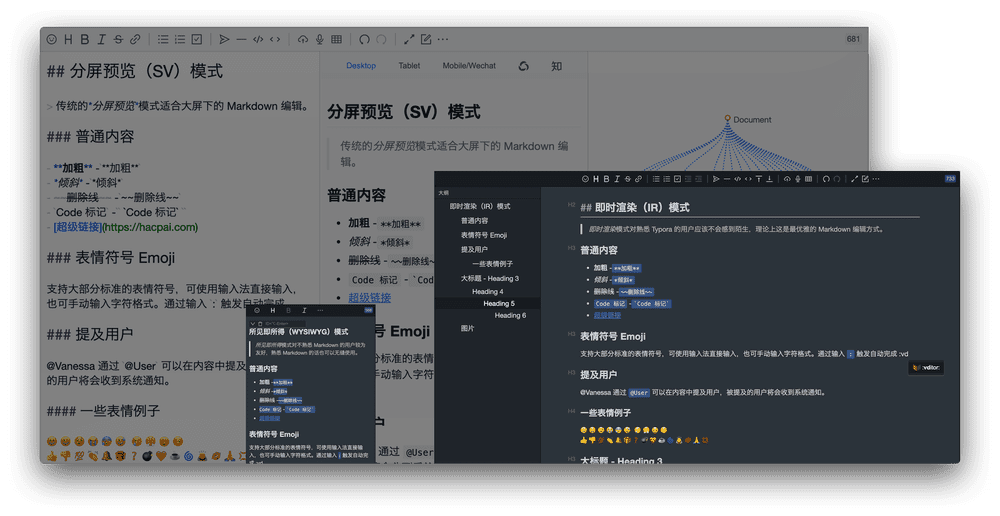 681
## 分屏预览（SV）模式
> 传统的*分屏预览*模式适合大屏下的 Markdown 编辑。
### 普通内容
- **加粗** - `**加粗**`
- *倾斜* - `*倾斜*`
- ~~删除线~~ - `~~删除线~~`
- `Code 标记` - `` `Code 标记` ``
- [超级链接](https://hacpai.com)
### 表情符号 Emoji
支持大部分标准的表情符号，可使用输入法直接输入，
也可手动输入字符格式。通过输入 : 触发自动完成
### 提及用户
@Vanessa 通过 `@User` 可以在内容中提及
的用户将会收到系统通知。
#### 一些表情例子
Desktop Tablet Mobile/Wechat 知
分屏预览（SV）模式
传统的分屏预览模式适合大屏下的 Markdown 编
辑。
普通内容
加粗 - **加粗**
倾斜 - *倾斜*
删除线 - ~~删除线~
Code 标记 - `Cod
超级链接
号 Emoji
分标准的表情
手动输入字符
户
通过 @User
会收到系统通
Document
所见即所得（WYSIWYG）模式
所见即所得模式对不熟悉 Markdown 的用户较为
友好，熟悉 Markdown 的话也可以无缝使用。
普通内容
加粗 - **加粗**
倾斜 - *倾斜*
删除线 - ~~删除线~~
Code 标记 - `Code 标记`
超级链接
表情符号 Emoji
支持大部分标准的表情符号，可使用输入法直接输
入，也可手动输入字符格式。通过输入 : 触发自动完
成 :vd
大纲
即时渲染（IR）模式
普通内容
表情符号 Emoji
提及用户
一些表情例子
大标题 - Heading 3
Heading 4
Heading 5
Heading 6
图片
H2 ## 即时渲染（IR）模式
即时渲染模式对熟悉 Typora 的用户应该不会感到陌生，理论上这是最优雅的 Markdown 编辑方式。
H3 普通内容
加粗 - **加粗**
倾斜 - *倾斜*
删除线 - ~~删除线~~
Code 标记 - `Code 标记`
超级链接
H3 表情符号 Emoji
支持大部分标准的表情符号，可使用输入法直接输入，也可手动输入字符格式。通过输入 : 触发自动完成 :vd
:vditor:
H3 提及用户
@Vanessa 通过 @User 可以在内容中提及用户，被提及的用户将会收到系统通知。
H4 一些表情例子
H3 大标题 - Heading 3